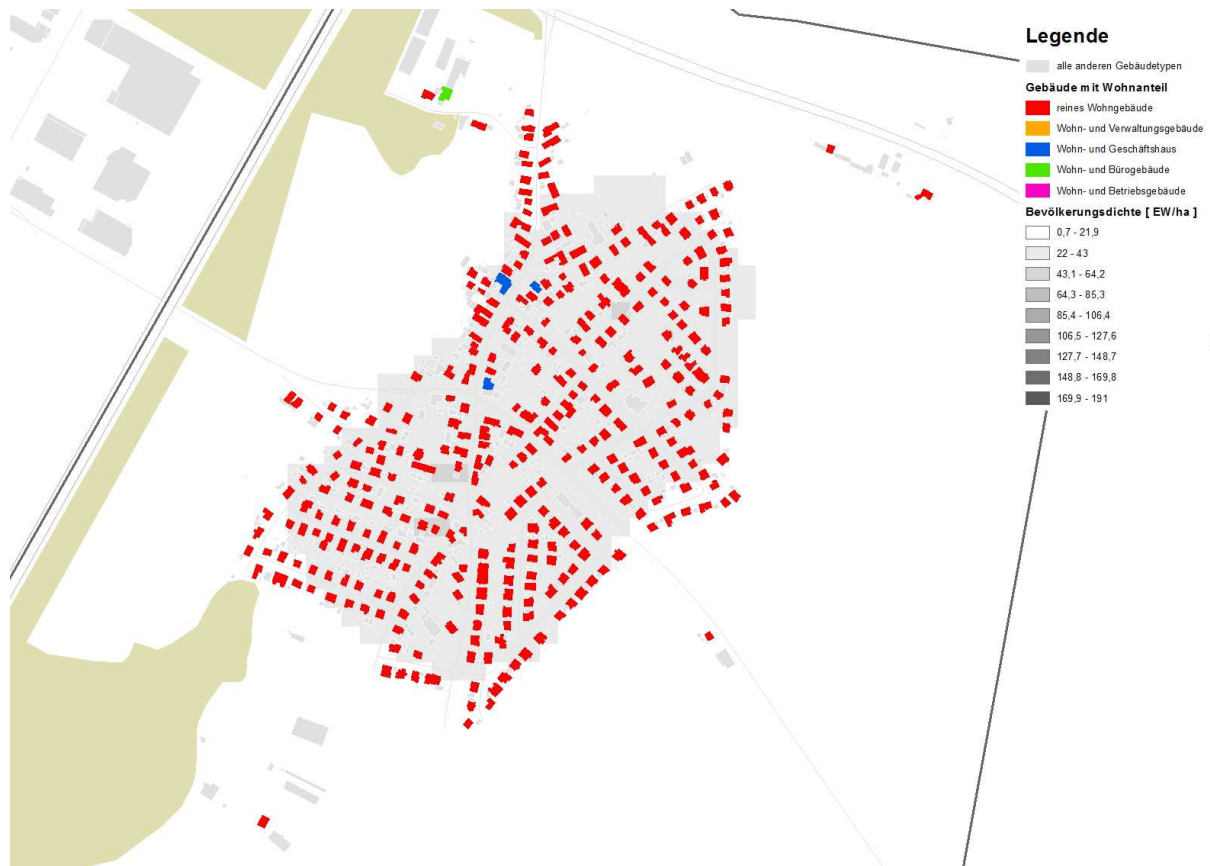 Legende
alle anderen Gebäudetypen
Gebäude mit Wohnanteil
reines Wohngebäude
Wohn- und Verwaltungsgebäude
Wohn- und Geschäftshaus
Wohn- und Bürogebäude
Wohn- und Betriebsgebäude
Bevölkerungsdichte [ EW/ha ]
0,7 - 21,9
22 - 43
43,1 - 64,2
64,3 - 85,3
85,4 - 106,4
106,5 - 127,6
127,7 - 148,7
148,8 - 169,8
169,9 - 191